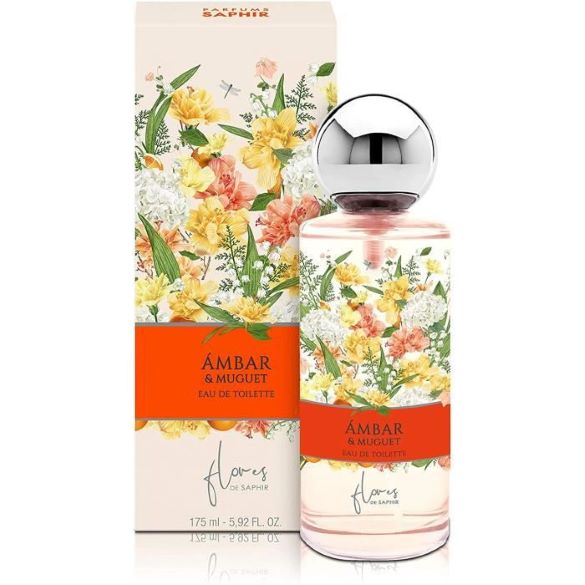 PARFUMS
SAPHIR
ÁMBAR
& MUGUET
EAU DE TOILETTE
flores
DE SAPHIR
175 ml - 5,92 FL. OZ.
ÁMBAR
& MUGUET
EAU DE TOILETTE
flores
DE SAPHIR